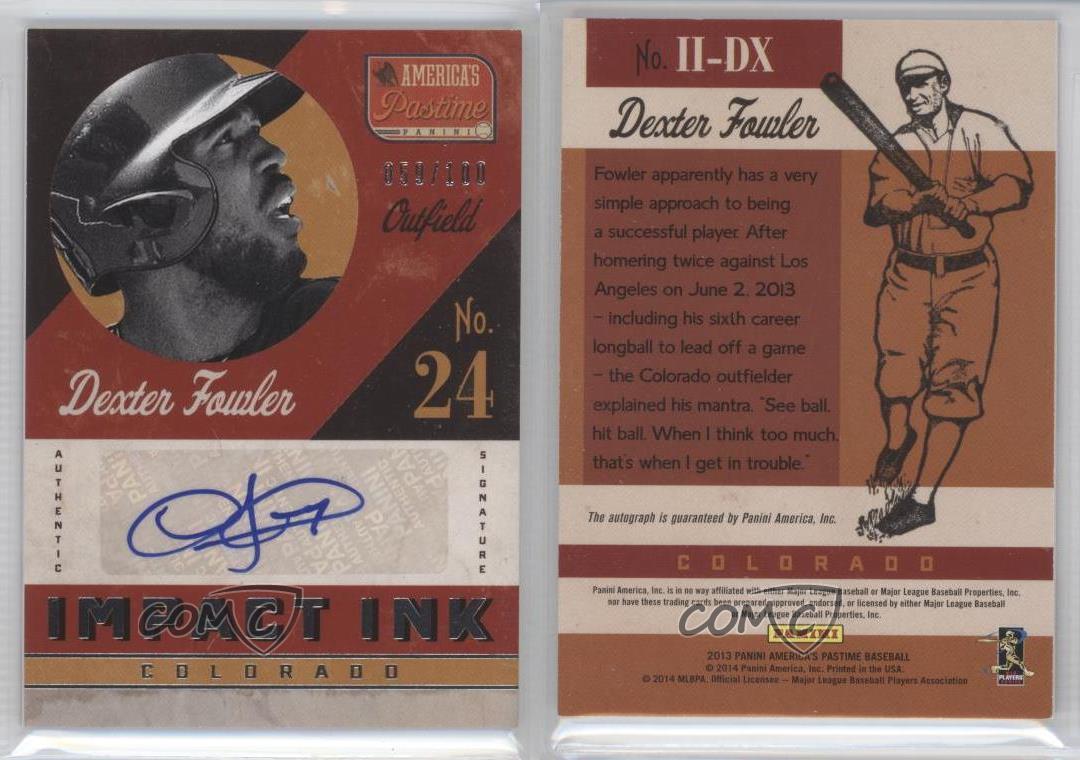 AMERICA'S
Pastime
PANINI
059/100
Outfield
No.
24
Dexter Fowler
AUTHENTIC
SIGNATURE
IMPACT INK
COLORADO
No. II-DX
Dexter Fowler
Fowler apparently has a very
simple approach to being
a successful player. After
homering twice against Los
Angeles on June 2, 2013
– including his sixth career
longball to lead off a game
– the Colorado outfielder
explained his mantra. "See ball,
hit ball. When I think too much,
that's when I get in trouble."
The autograph is guaranteed by Panini America, Inc.
COLORADO
Panini America, Inc. is in no way affiliated with either Major League Baseball or Major League Baseball Properties, Inc.
nor have these trading cards been prepared, approved, endorsed, or licensed by either Major League Baseball
or Major League Baseball Properties, Inc.
PANINI
2013 PANINI AMERICA'S PASTIME BASEBALL
© 2014 Panini America, Inc. Printed in the USA.
© 2014 MLBPA. Official Licensee – Major League Baseball Players Association
PLAYERS
COMC
COMC